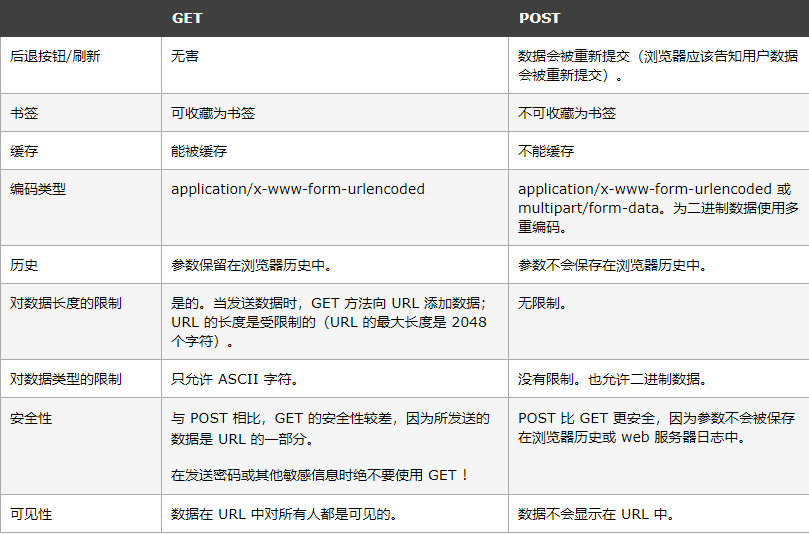 GET POST
后退按钮/刷新 无害 数据会被重新提交（浏览器应该告知用户数据
会被重新提交）。
书签 可收藏为书签 不可收藏为书签
缓存 能被缓存 不能缓存
编码类型 application/x-www-form-urlencoded application/x-www-form-urlencoded 或
multipart/form-data。为二进制数据使用多
重编码。
历史 参数保留在浏览器历史中。 参数不会保存在浏览器历史中。
对数据长度的限制 是的。当发送数据时，GET 方法向 URL 添加数据； 无限制。
URL 的长度是受限制的（URL 的最大长度是 2048
个字符）。
对数据类型的限制 只允许 ASCII 字符。 没有限制。也允许二进制数据。
安全性 与 POST 相比，GET 的安全性较差，因为所发送的 POST 比 GET 更安全，因为参数不会被保存
数据是 URL 的一部分。 在浏览器历史或 web 服务器日志中。
在发送密码或其他敏感信息时绝不要使用 GET ！
可见性 数据在 URL 中对所有人都是可见的。 数据不会显示在 URL 中。